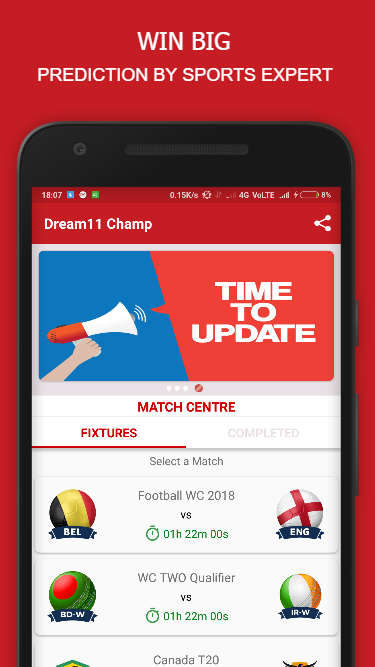 WIN BIG
PREDICTION BY SPORTS EXPERT
18:07 0.15K/s 4G VoLTE 8%
Dream11 Champ
TIME
TO
UPDATE
MATCH CENTRE
FIXTURES COMPLETED
Select a Match
Football WC 2018
vs
BEL 01h 22m 00s ENG
WC TWO Qualifier
vs
BD-W 01h 22m 00s IR-W
Canada T20